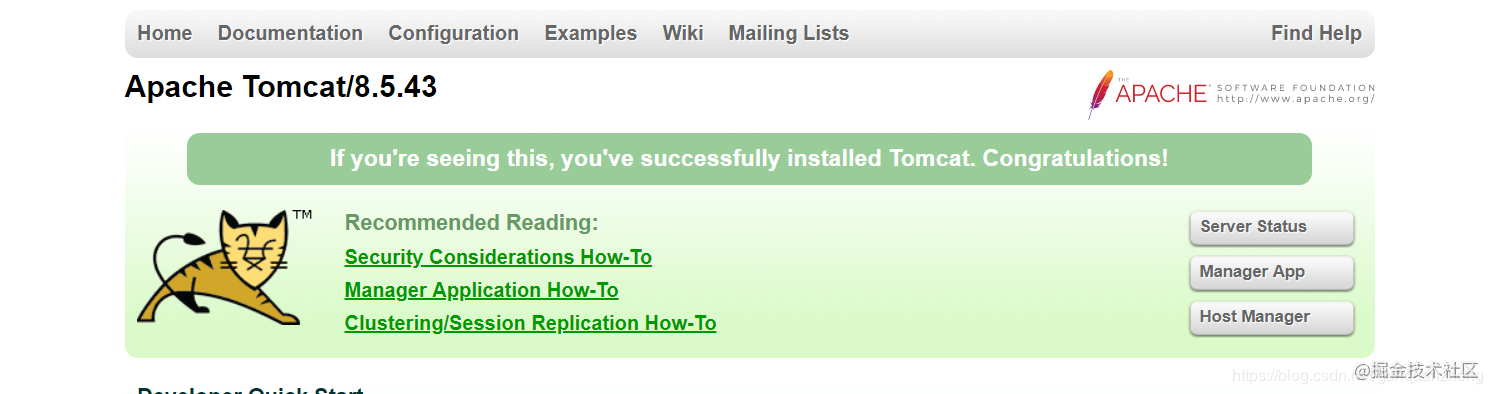 Home Documentation Configuration Examples Wiki Mailing Lists Find Help
Apache Tomcat/8.5.43
THE
APACHE® SOFTWARE FOUNDATION
http://www.apache.org/
If you're seeing this, you've successfully installed Tomcat. Congratulations!
TM
Recommended Reading:
Security Considerations How-To
Manager Application How-To
Clustering/Session Replication How-To
Server Status
Manager App
Host Manager
Developer Quick Start
https://blog.csdn.n
@掘金技术社区